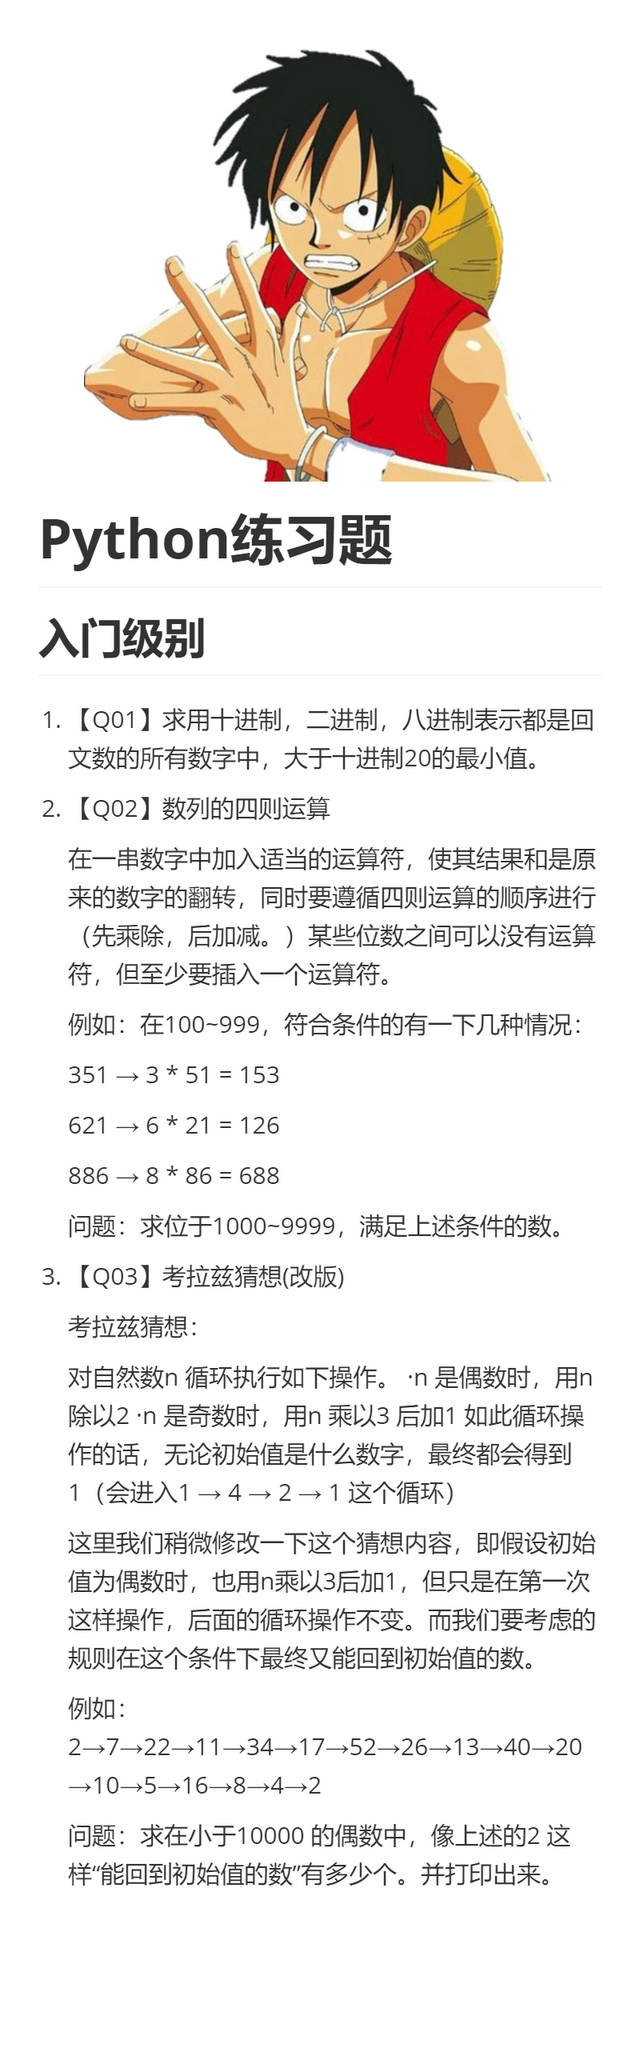 Python练习题
入门级别
1. 【Q01】求用十进制，二进制，八进制表示都是回
文数的所有数字中，大于十进制20的最小值。
2. 【Q02】数列的四则运算
在一串数字中加入适当的运算符，使其结果和是原
来的数字的翻转，同时要遵循四则运算的顺序进行
（先乘除，后加减。）某些位数之间可以没有运算
符，但至少要插入一个运算符。
例如：在100~999，符合条件的有一下几种情况：
351 → 3 * 51 = 153
621 → 6 * 21 = 126
886 → 8 * 86 = 688
问题：求位于1000~9999，满足上述条件的数。
3. 【Q03】考拉兹猜想(改版)
考拉兹猜想：
对自然数n 循环执行如下操作。 ·n 是偶数时，用n
除以2 ·n 是奇数时，用n 乘以3 后加1 如此循环操
作的话，无论初始值是什么数字，最终都会得到
1（会进入1 → 4 → 2 → 1 这个循环）
这里我们稍微修改一下这个猜想内容，即假设初始
值为偶数时，也用n乘以3后加1，但只是在第一次
这样操作，后面的循环操作不变。而我们要考虑的
规则在这个条件下最终又能回到初始值的数。
例如：
2→7→22→11→34→17→52→26→13→40→20
→10→5→16→8→4→2
问题：求在小于10000 的偶数中，像上述的2 这
样“能回到初始值的数”有多少个。并打印出来。